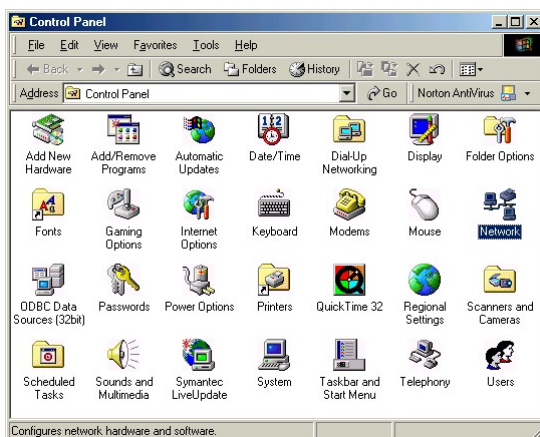 Control Panel
File Edit View Favorites Tools Help
Back Search Folders History
Address Control Panel Go Norton AntiVirus
Add New Hardware
Add/Remove Programs
Automatic Updates
Date/Time
Dial-Up Networking
Display
Folder Options
Fonts
Gaming Options
Internet Options
Keyboard
Modems
Mouse
Network
ODBC Data Sources (32bit)
Passwords
Power Options
Printers
QuickTime 32
Regional Settings
Scanners and Cameras
Scheduled Tasks
Sounds and Multimedia
Symantec LiveUpdate
System
Taskbar and Start Menu
Telephony
Users
Configures network hardware and software.